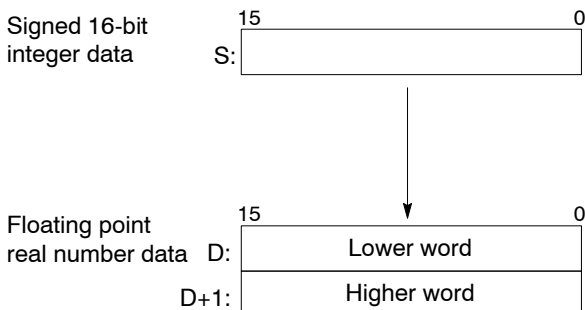 15 0
Signed 16-bit
integer data S:
15 0
Floating point
real number data D: Lower word
D+1: Higher word